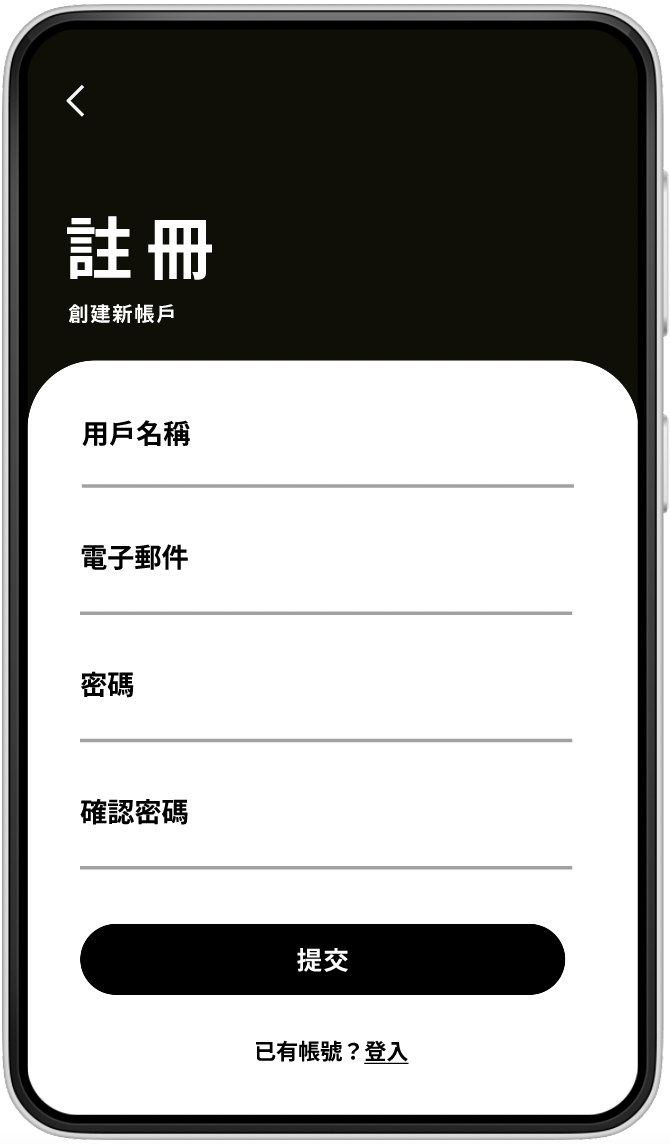 註冊
創建新帳戶
用戶名稱
電子郵件
密碼
確認密碼
提交
已有帳號？登入